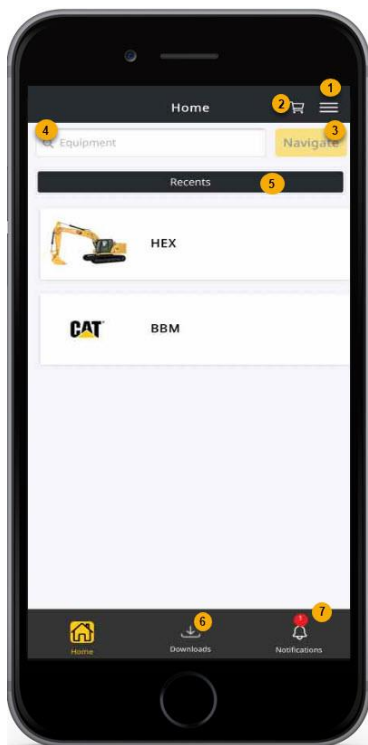 1
Home
2
4
3
Equipment
Navigate
Recents
5
HEX
CAT
BBM
6
1
7
Home
Downloads
Notifications